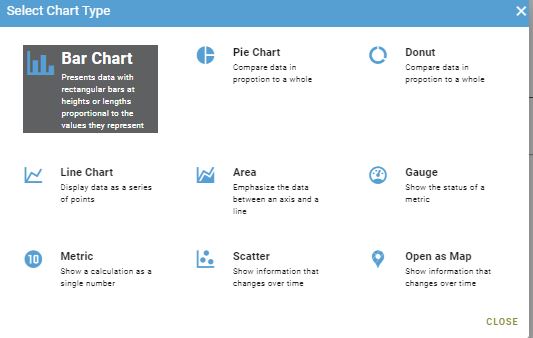 Select Chart Type
Bar Chart
Presents data with
rectangular bars at
heights or lengths
proportional to the
values they represent
Pie Chart
Compare data in
propotion to a whole
Donut
Compare data in
propotion to a whole
Line Chart
Display data as a series
of points
Area
Emphasize the data
between an axis and a
line
Gauge
Show the status of a
metric
10
Metric
Show a calculation as a
single number
Scatter
Show information that
changes over time
Open as Map
Show information that
changes over time
CLOSE